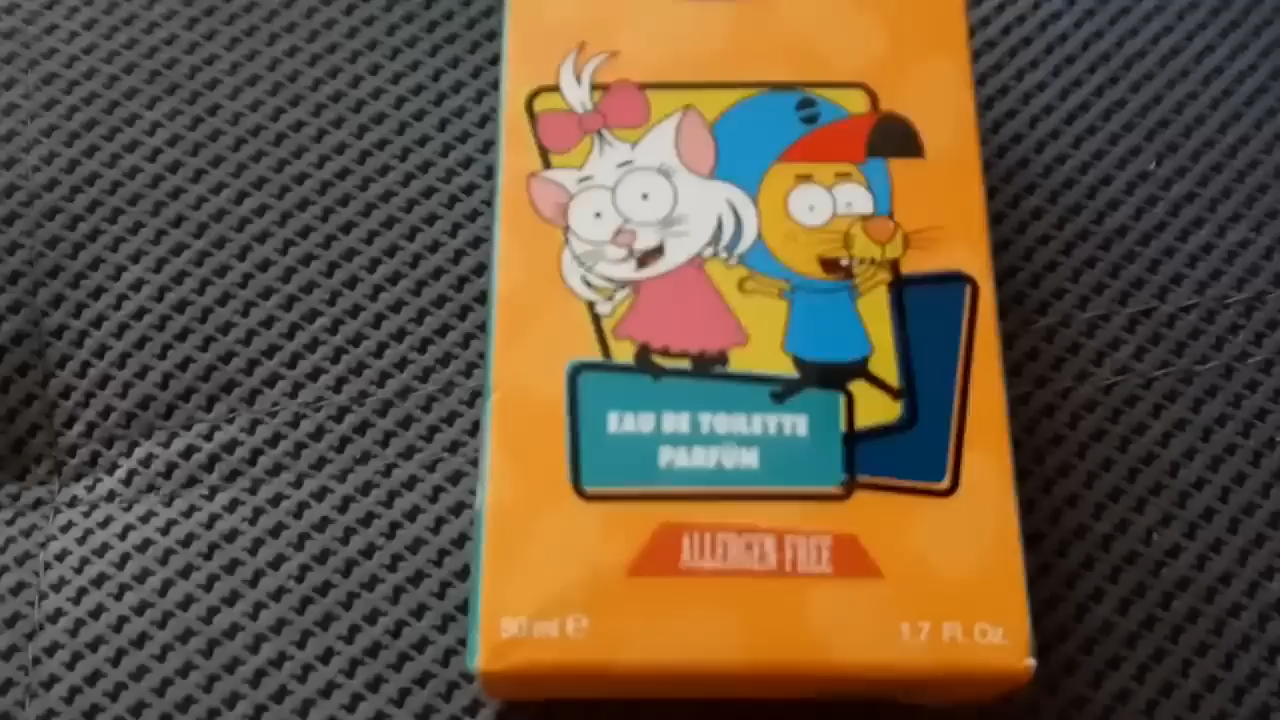 EAU DE TOILETTE
PARFÜM
ALLERGEN FREE
50 ml e
1.7 Fl. Oz.